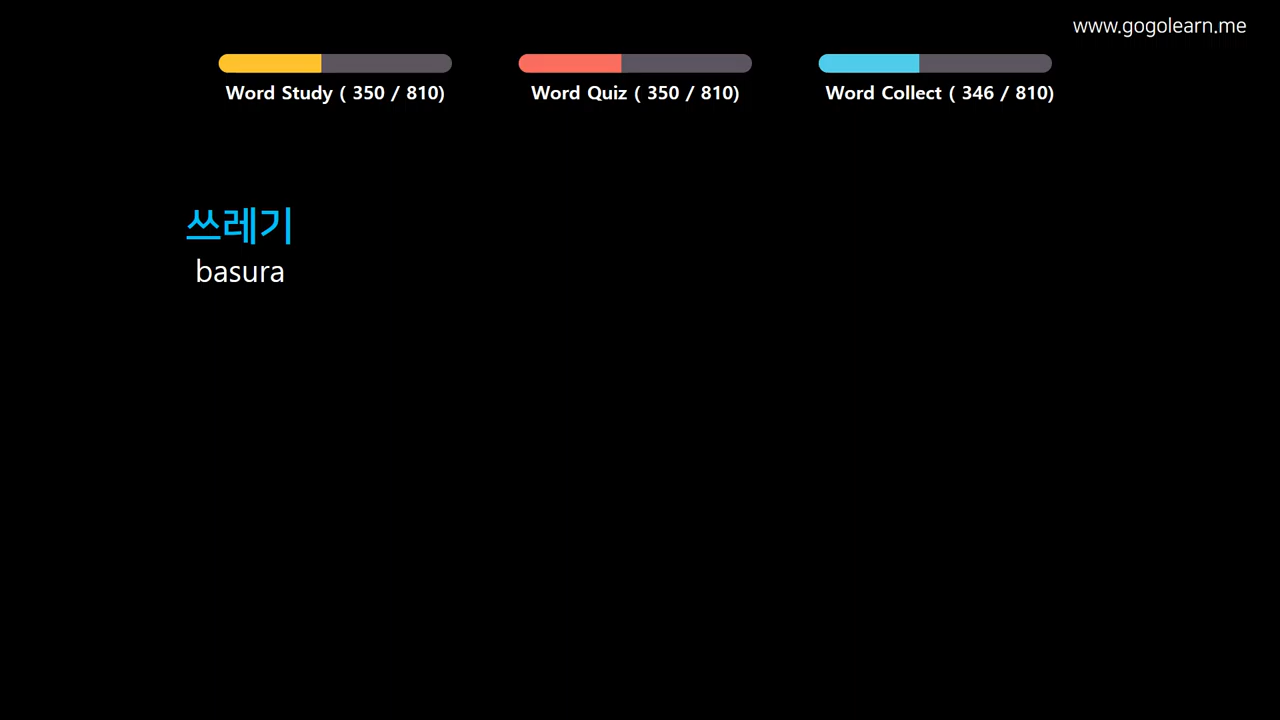 www.gogolearn.me
Word Study ( 350 / 810)
Word Quiz ( 350 / 810)
Word Collect ( 346 / 810)
쓰레기
basura